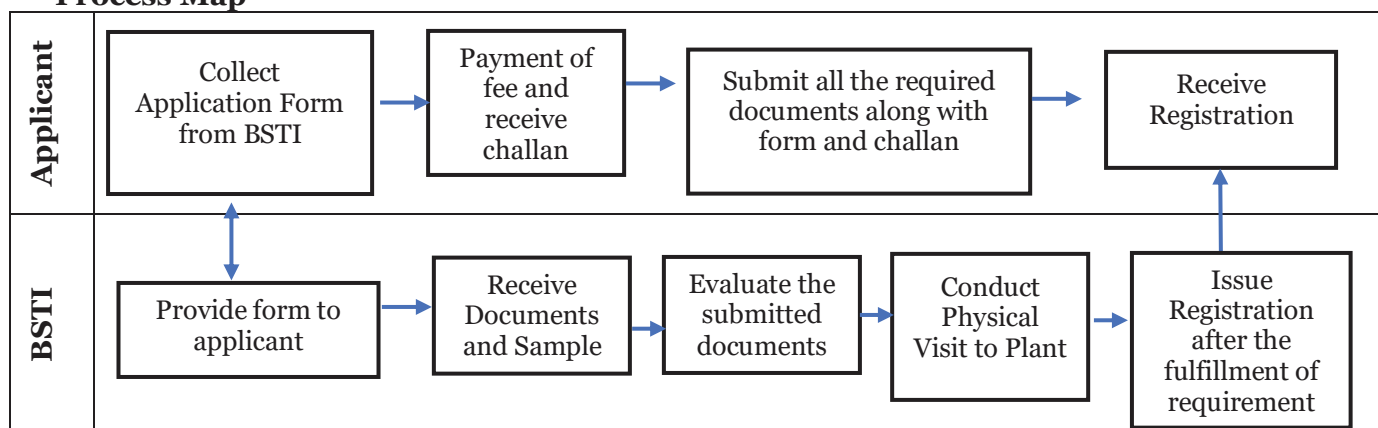 Process Map
Applicant
Collect
Application Form
from BSTI
Payment of
fee and
receive
challan
Submit all the required
documents along with
form and challan
Receive
Registration
BSTI
Provide form to
applicant
Receive
Documents
and Sample
Evaluate the
submitted
documents
Conduct
Physical
Visit to Plant
Issue
Registration
after the
fulfillment of
requirement